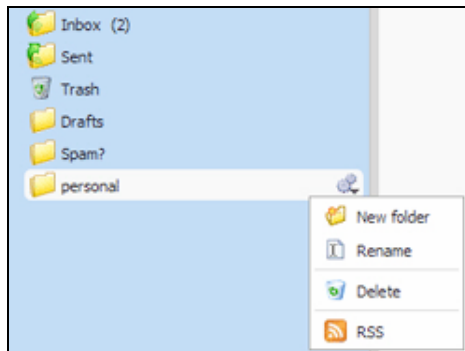 Inbox (2)
Sent
Trash
Drafts
Spam?
personal
New folder
Rename
Delete
RSS